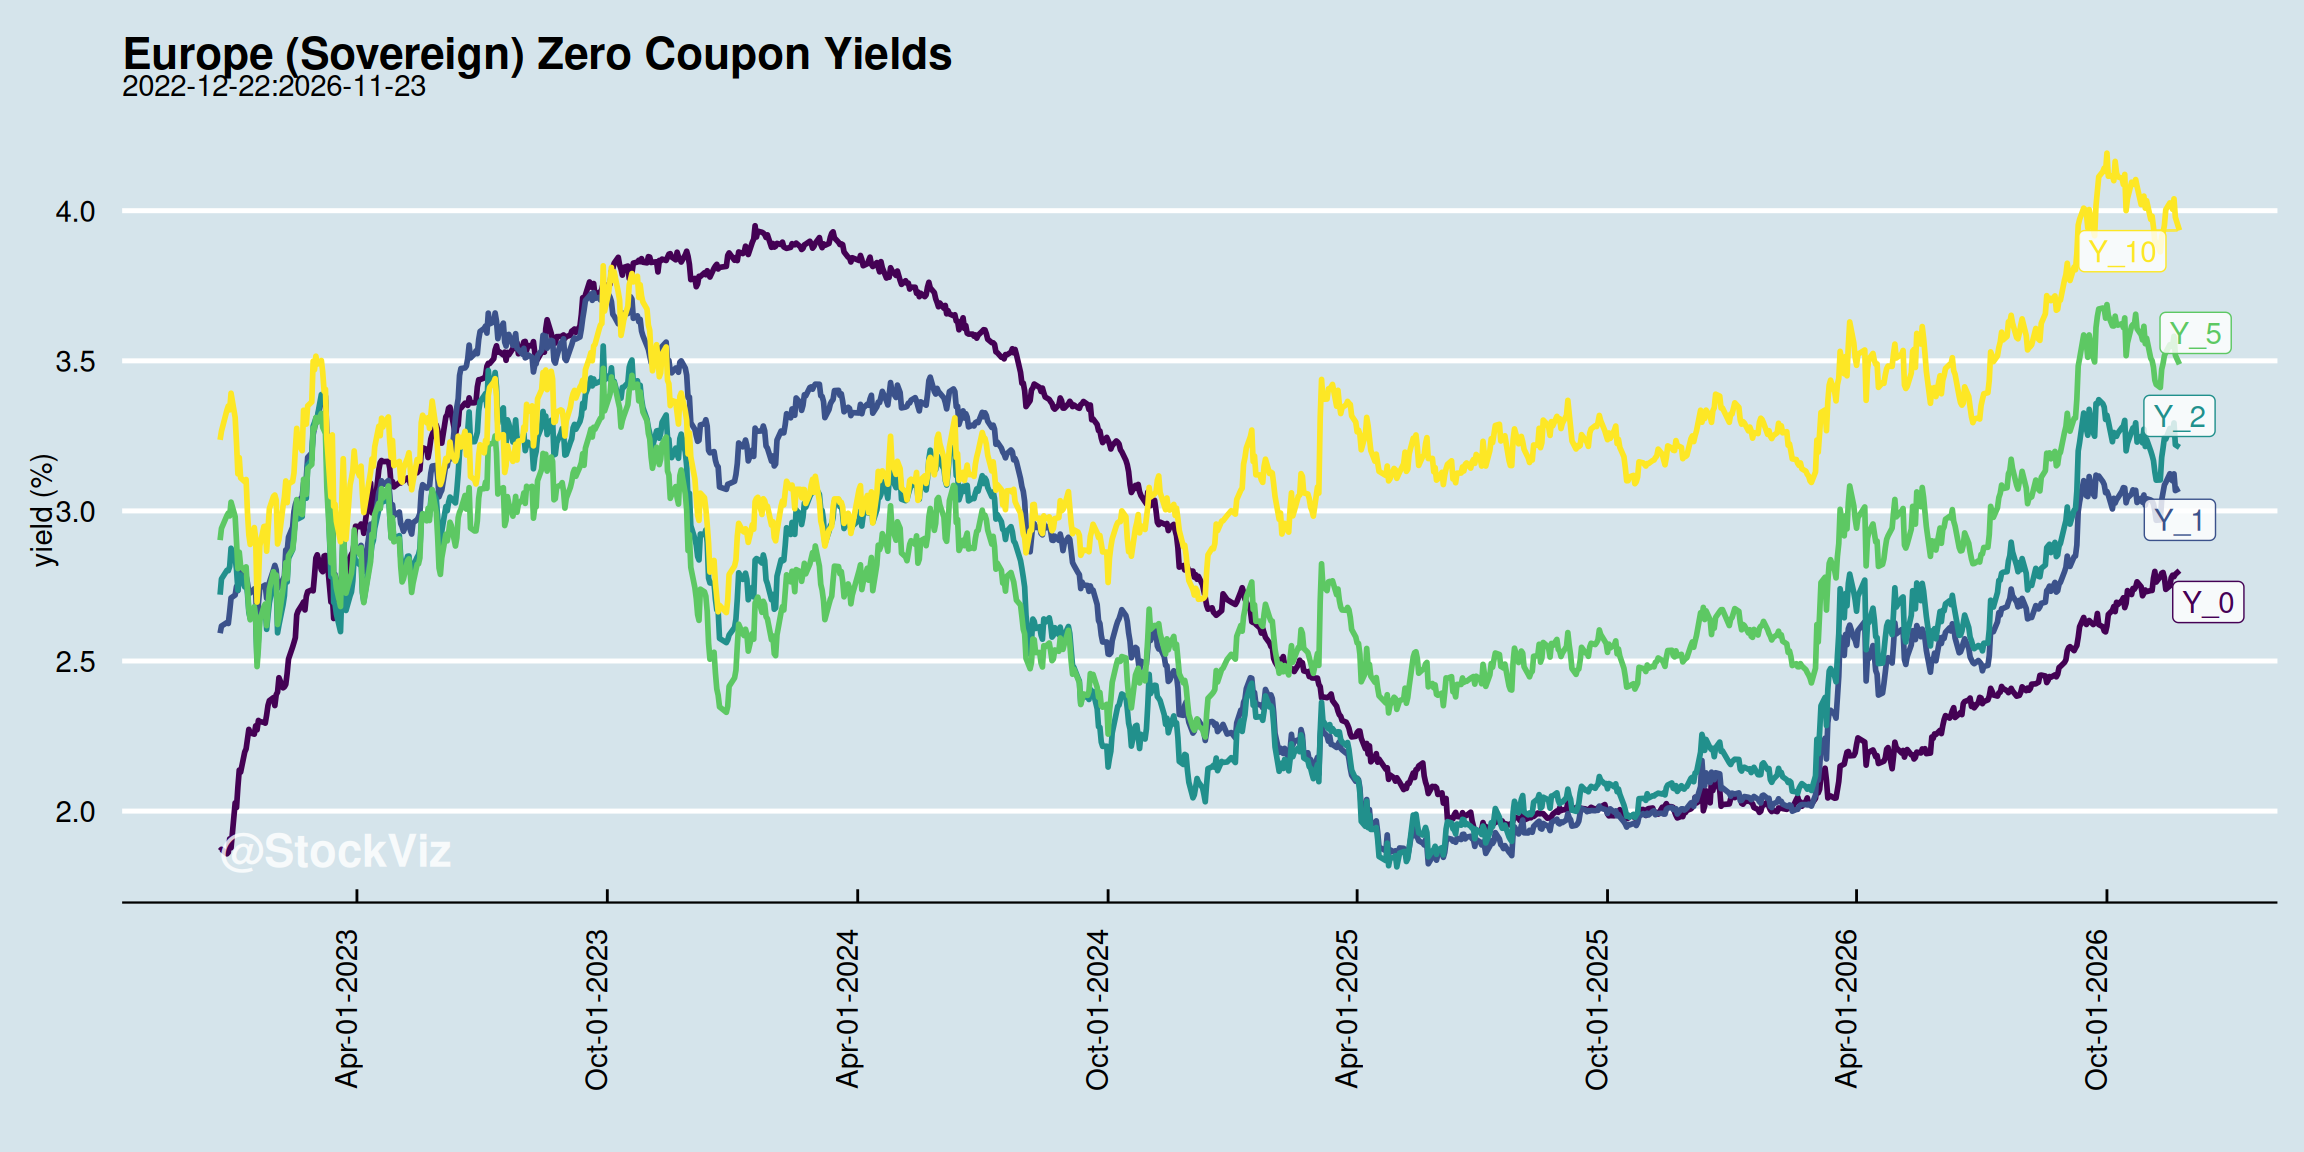 Europe (Sovereign) Zero Coupon Yields
2022-12-22:2026-11-23
yield (%)
4.0
3.5
3.0
2.5
2.0
Y_10
Y_5
Y_2
Y_1
Y_0
@StockViz
Apr-01-2023
Oct-01-2023
Apr-01-2024
Oct-01-2024
Apr-01-2025
Oct-01-2025
Apr-01-2026
Oct-01-2026